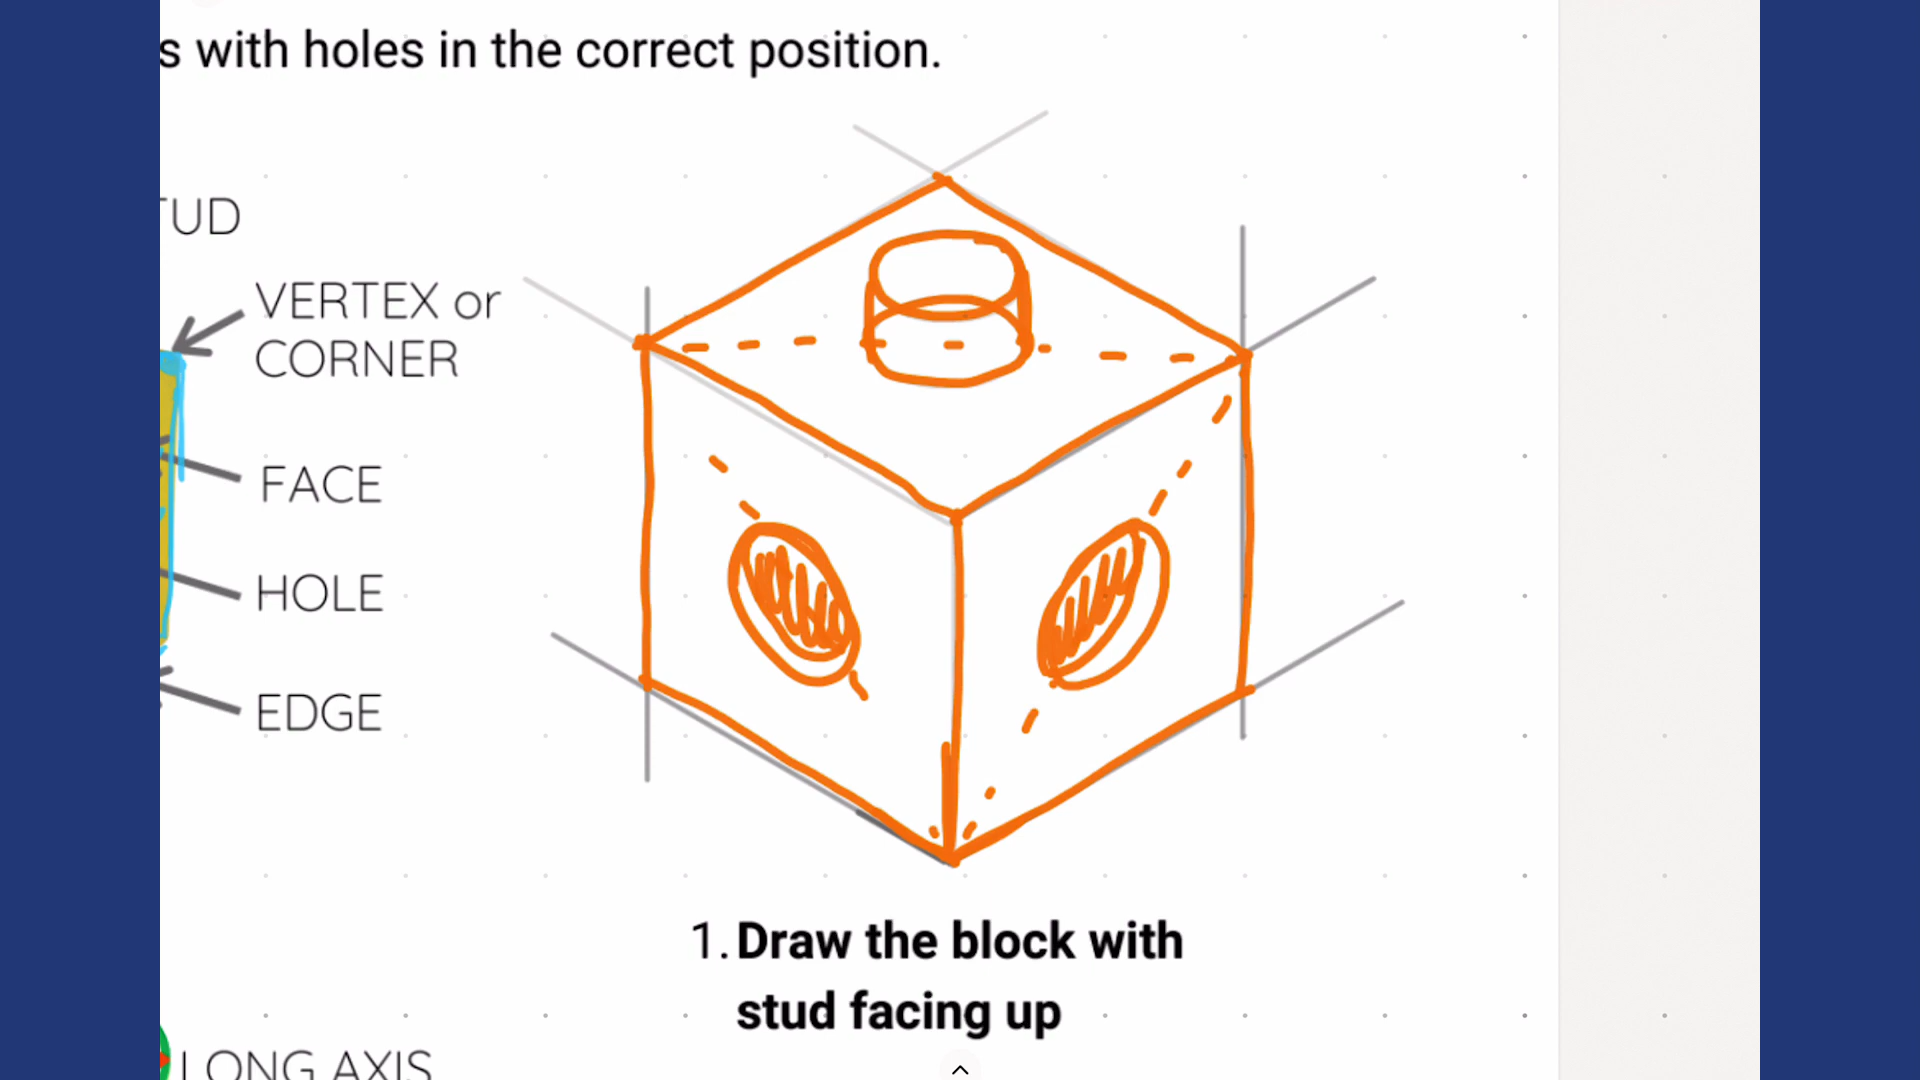 s with holes in the correct position.
TUD
VERTEX or
CORNER
FACE
HOLE
EDGE
1. Draw the block with
stud facing up
LONG AXIS